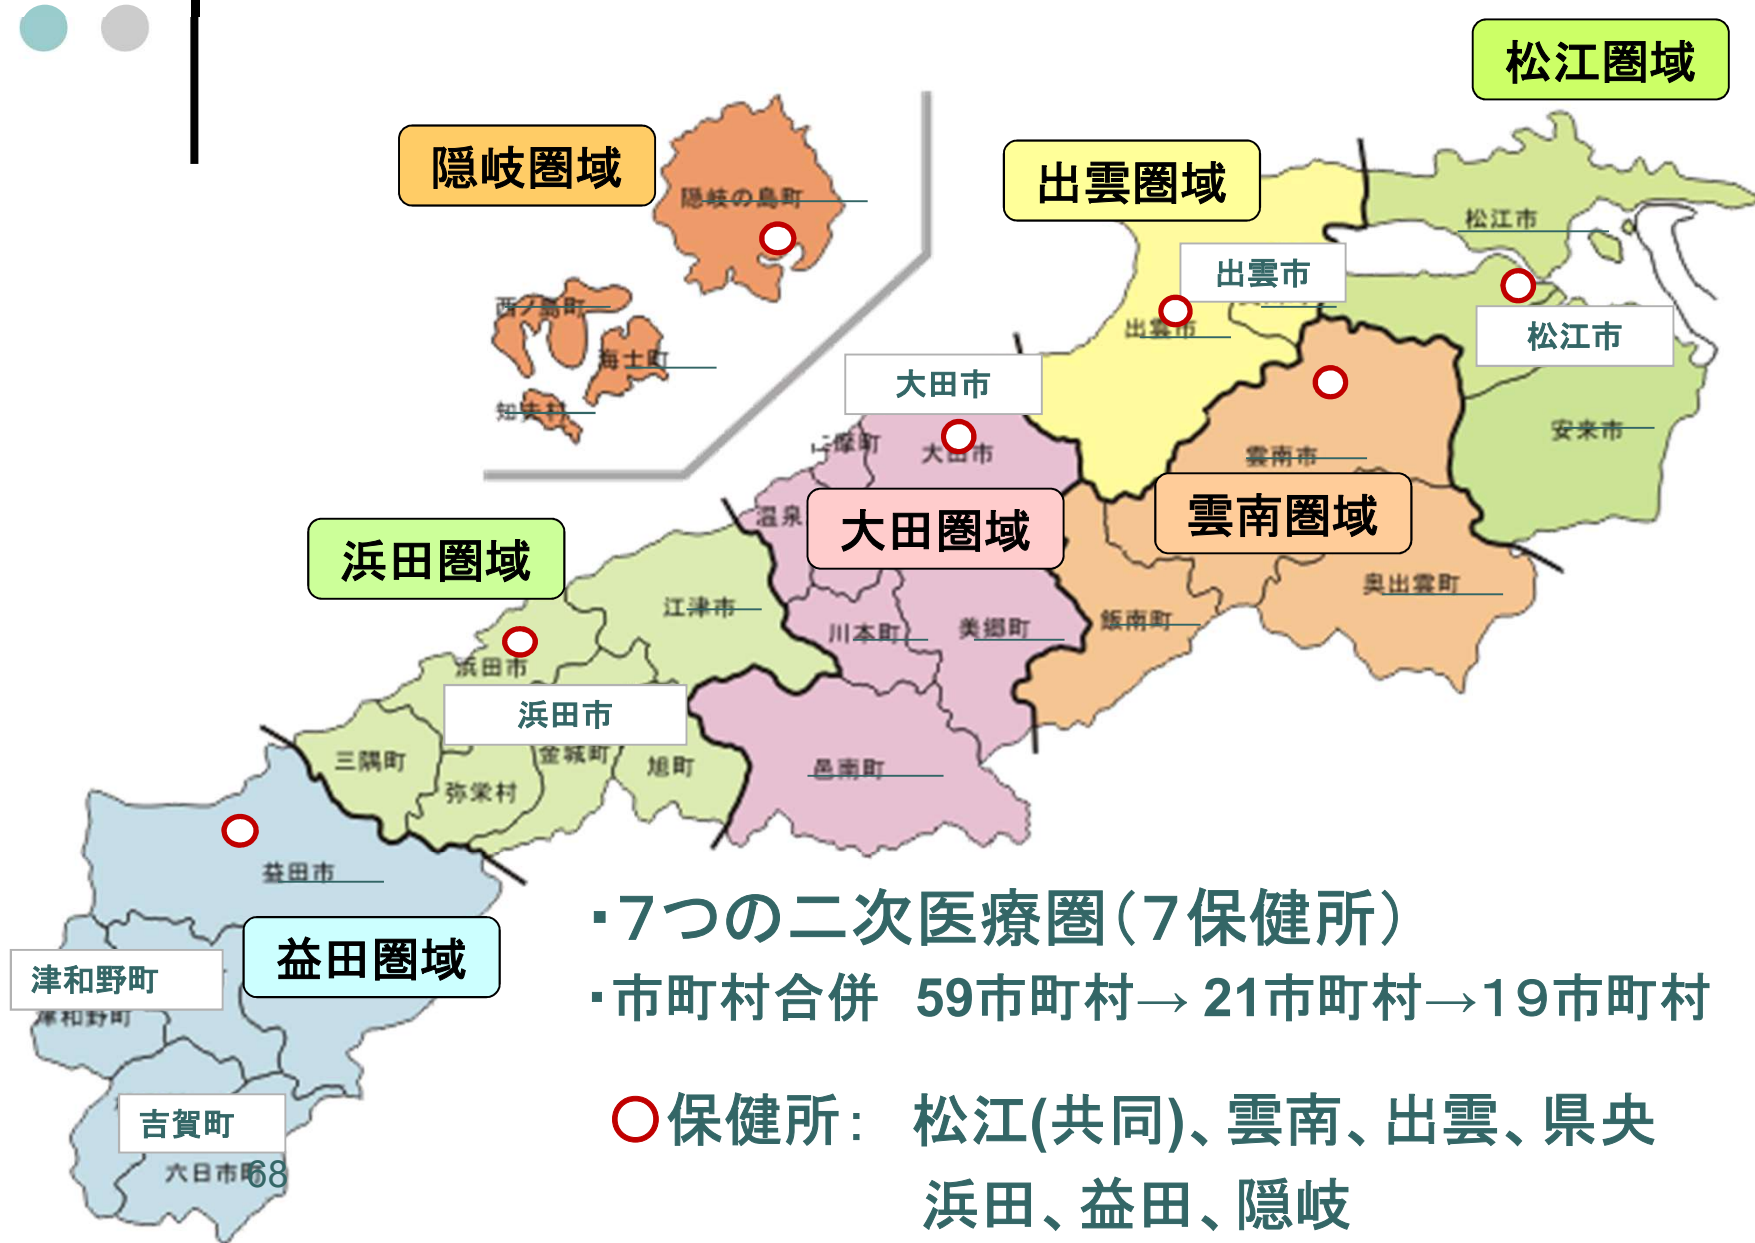 松江圏域
隠岐圏域
出雲圏域
隠岐の島町
松江市
出雲市
西ノ島町
出雲市
松江市
海士町
大田市
知夫村
安来市
摩町
大田市
雲南市
温泉
大田圏域
雲南圏域
浜田圏域
奥出雲町
江津市
川本町
美郷町
飯南町
浜田市
浜田市
三隅町
金城町
旭町
邑南町
弥栄村
益田市
・7つの二次医療圏（7保健所）
益田圏域
津和野町
・市町村合併 59市町村→ 21市町村→１９市町村
津和野町
〇保健所： 松江(共同)、雲南、出雲、県央
吉賀町
六日市町
68
浜田、益田、隠岐